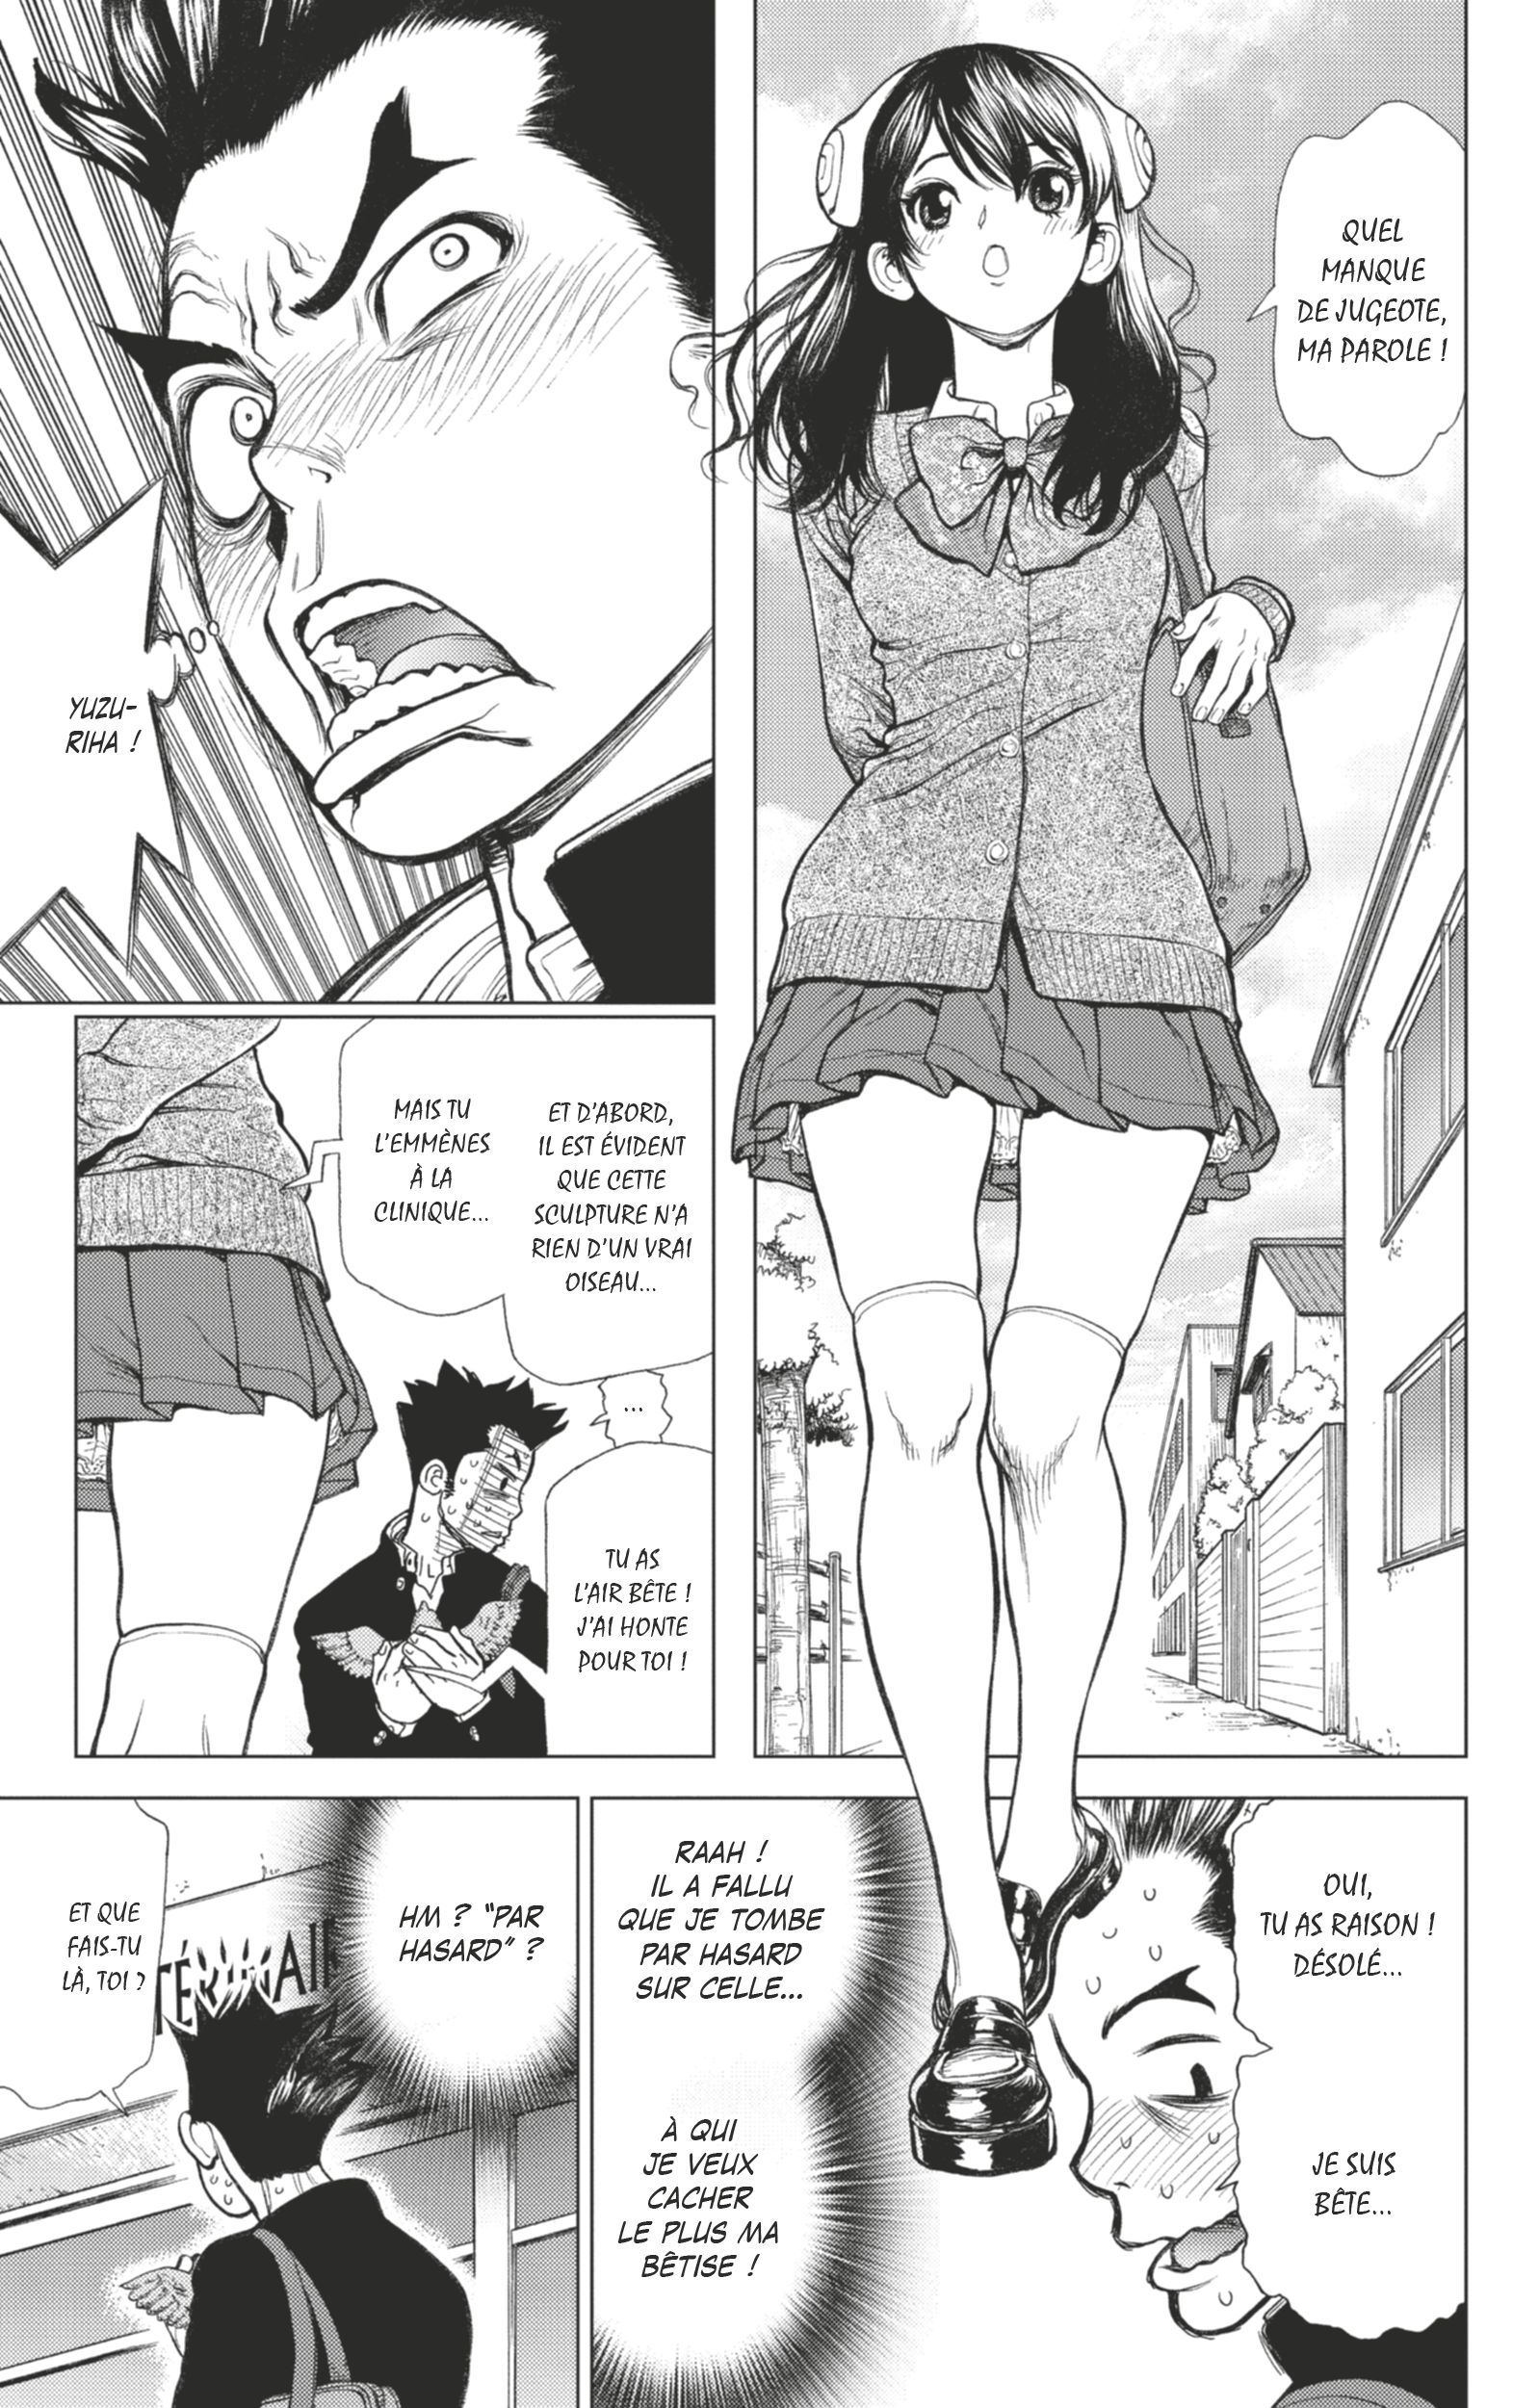 QUEL
MANQUE
DE JUGEOTE,
MA PAROLE !
YUZU-
RIHA !
ET D'ABORD,
IL EST ÉVIDENT
QUE CETTE
SCULPTURE N'A
RIEN D'UN VRAI
OISEAU...
MAIS TU
L'EMMÈNES
À LA
CLINIQUE...
...
TU AS
L'AIR BÊTE !
J'AI HONTE
POUR TOI !
OUI,
TU AS RAISON !
DÉSOLÉ...
JE SUIS
BÊTE...
RAAH !
IL A FALLU
QUE JE TOMBE
PAR HASARD
SUR CELLE...
À QUI
JE VEUX
CACHER
LE PLUS MA
BÊTISE !
HM ? "PAR
HASARD" ?
ET QUE
FAIS-TU
LÀ, TOI ?